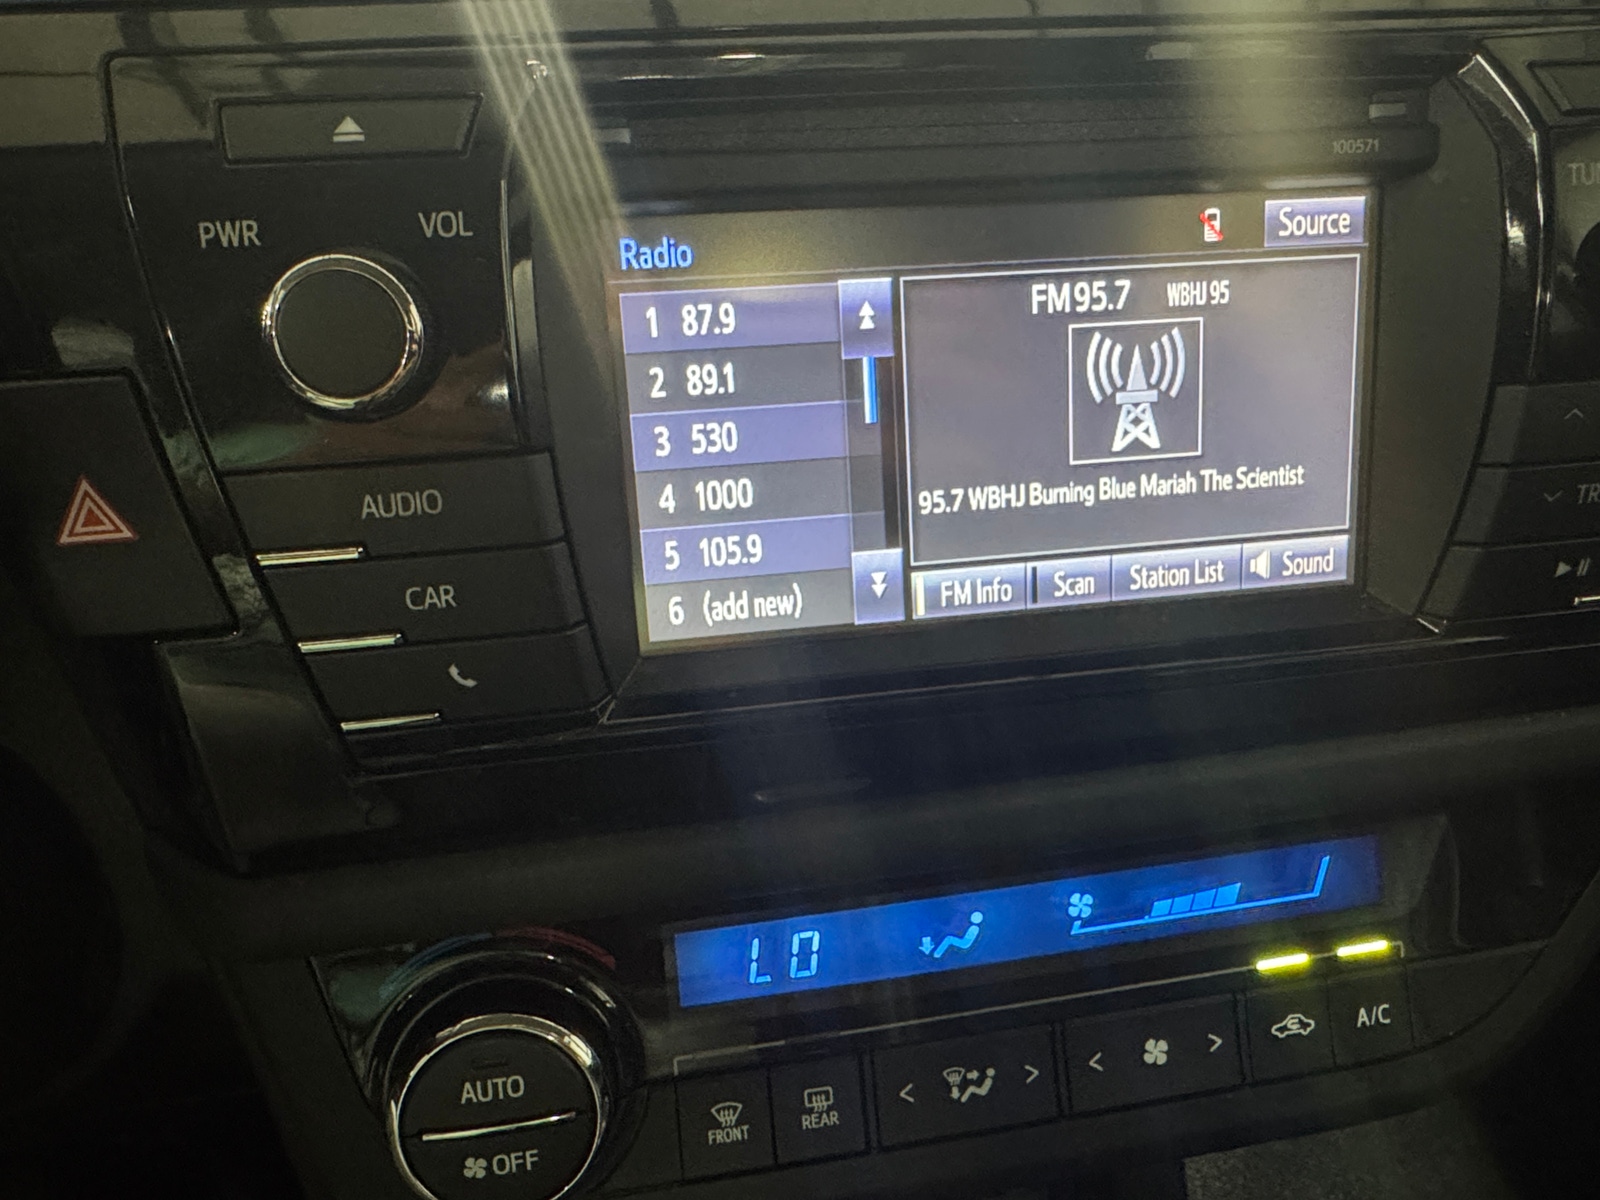 100571
PWR VOL
TU
Radio
Source
1 87.9
2 89.1
3 530
4 1000
5 105.9
6 (add new)
FM 95.7 WBHJ 95
95.7 WBHJ Burning Blue Mariah The Scientist
FM Info Scan Station List Sound
AUDIO
CAR
TR
LO
AUTO
OFF
FRONT
REAR
A/C